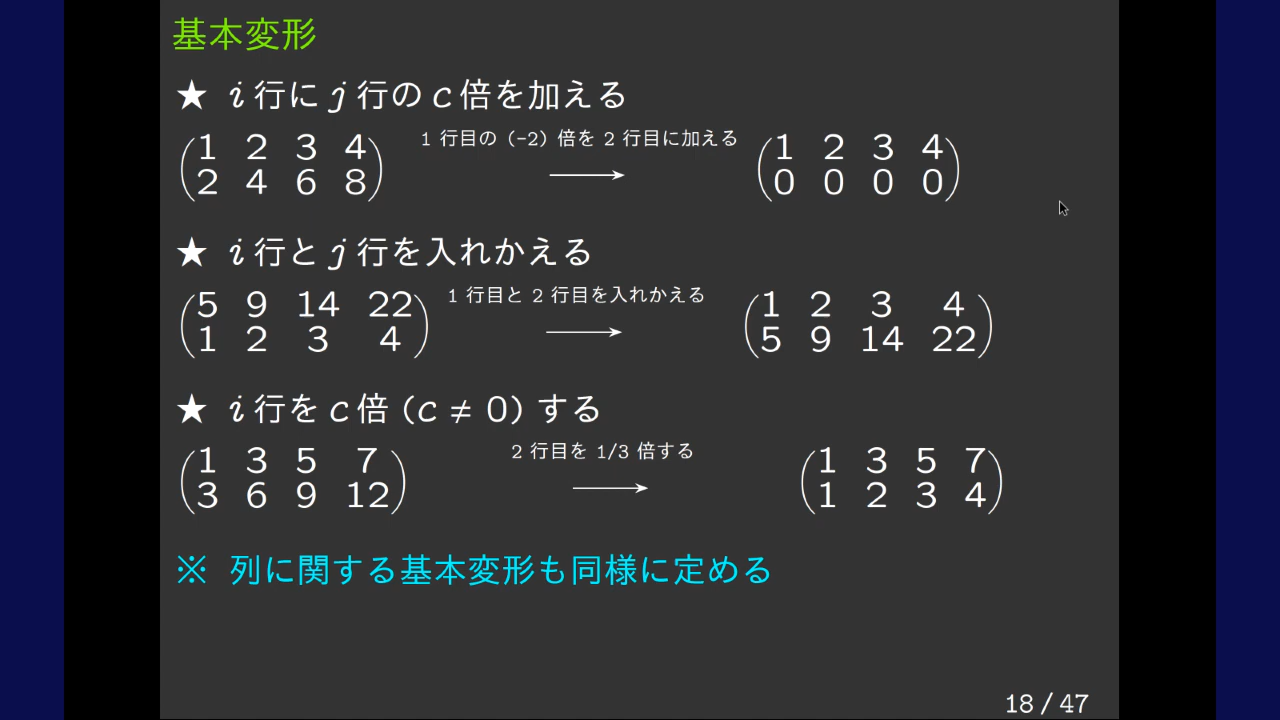 基本変形
★ i 行に j 行の c 倍を加える
1 行目の (-2) 倍を 2 行目に加える
1 2 3 4 1 2 3 4
2 4 6 8 → 0 0 0 0
★ i 行と j 行を入れかえる
1 行目と 2 行目を入れかえる
5 9 14 22 1 2 3 4
1 2 3 4 → 5 9 14 22
★ i 行を c 倍 (c ≠ 0) する
2 行目を 1/3 倍する
1 3 5 7 1 3 5 7
3 6 9 12 → 1 2 3 4
※ 列に関する基本変形も同様に定める
18 / 47